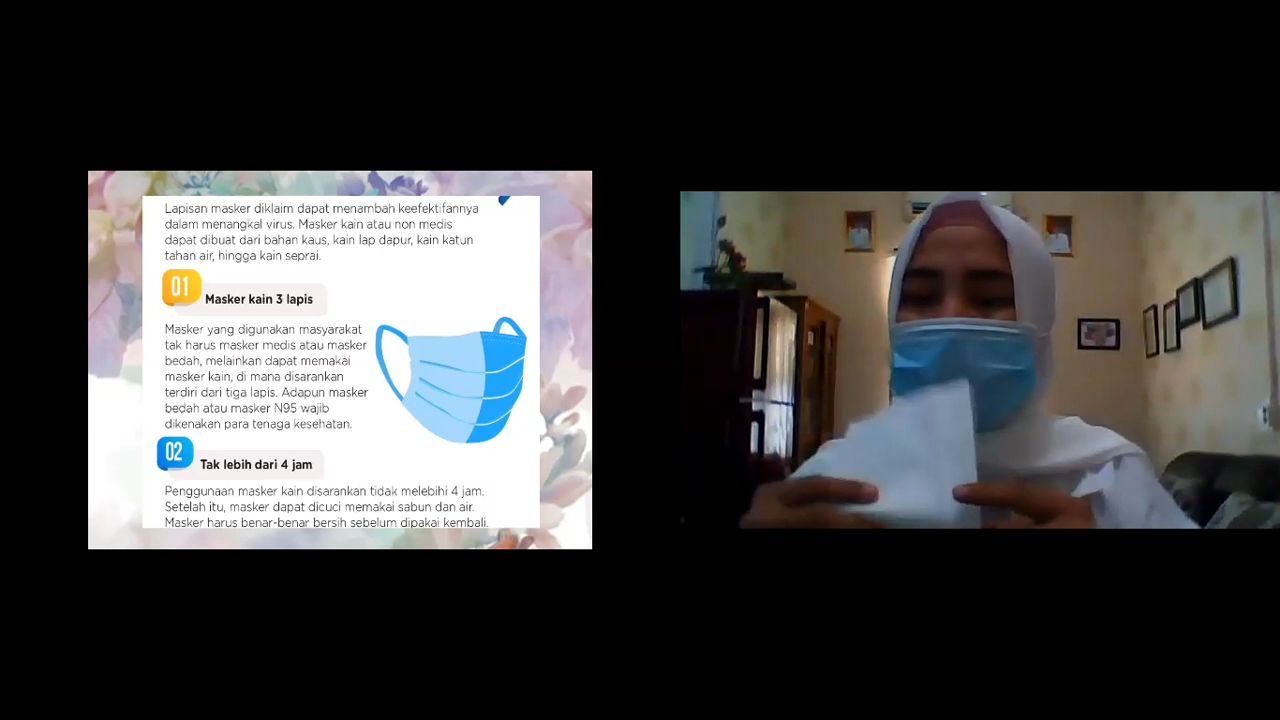 Lapisan masker diklaim dapat menambah keefektifannya
dalam menangkal virus. Masker kain atau non medis
dapat dibuat dari bahan kaus, kain lap dapur, kain katun
tahan air, hingga kain seprai.
01
Masker kain 3 lapis
Masker yang digunakan masyarakat
tak harus masker medis atau masker
bedah, melainkan dapat memakai
masker kain, di mana disarankan
terdiri dari tiga lapis. Adapun masker
bedah atau masker N95 wajib
dikenakan para tenaga kesehatan.
02
Tak lebih dari 4 jam
Penggunaan masker kain disarankan tidak melebihi 4 jam.
Setelah itu, masker dapat dicuci memakai sabun dan air.
Masker harus benar-benar bersih sebelum dipakai kembali.